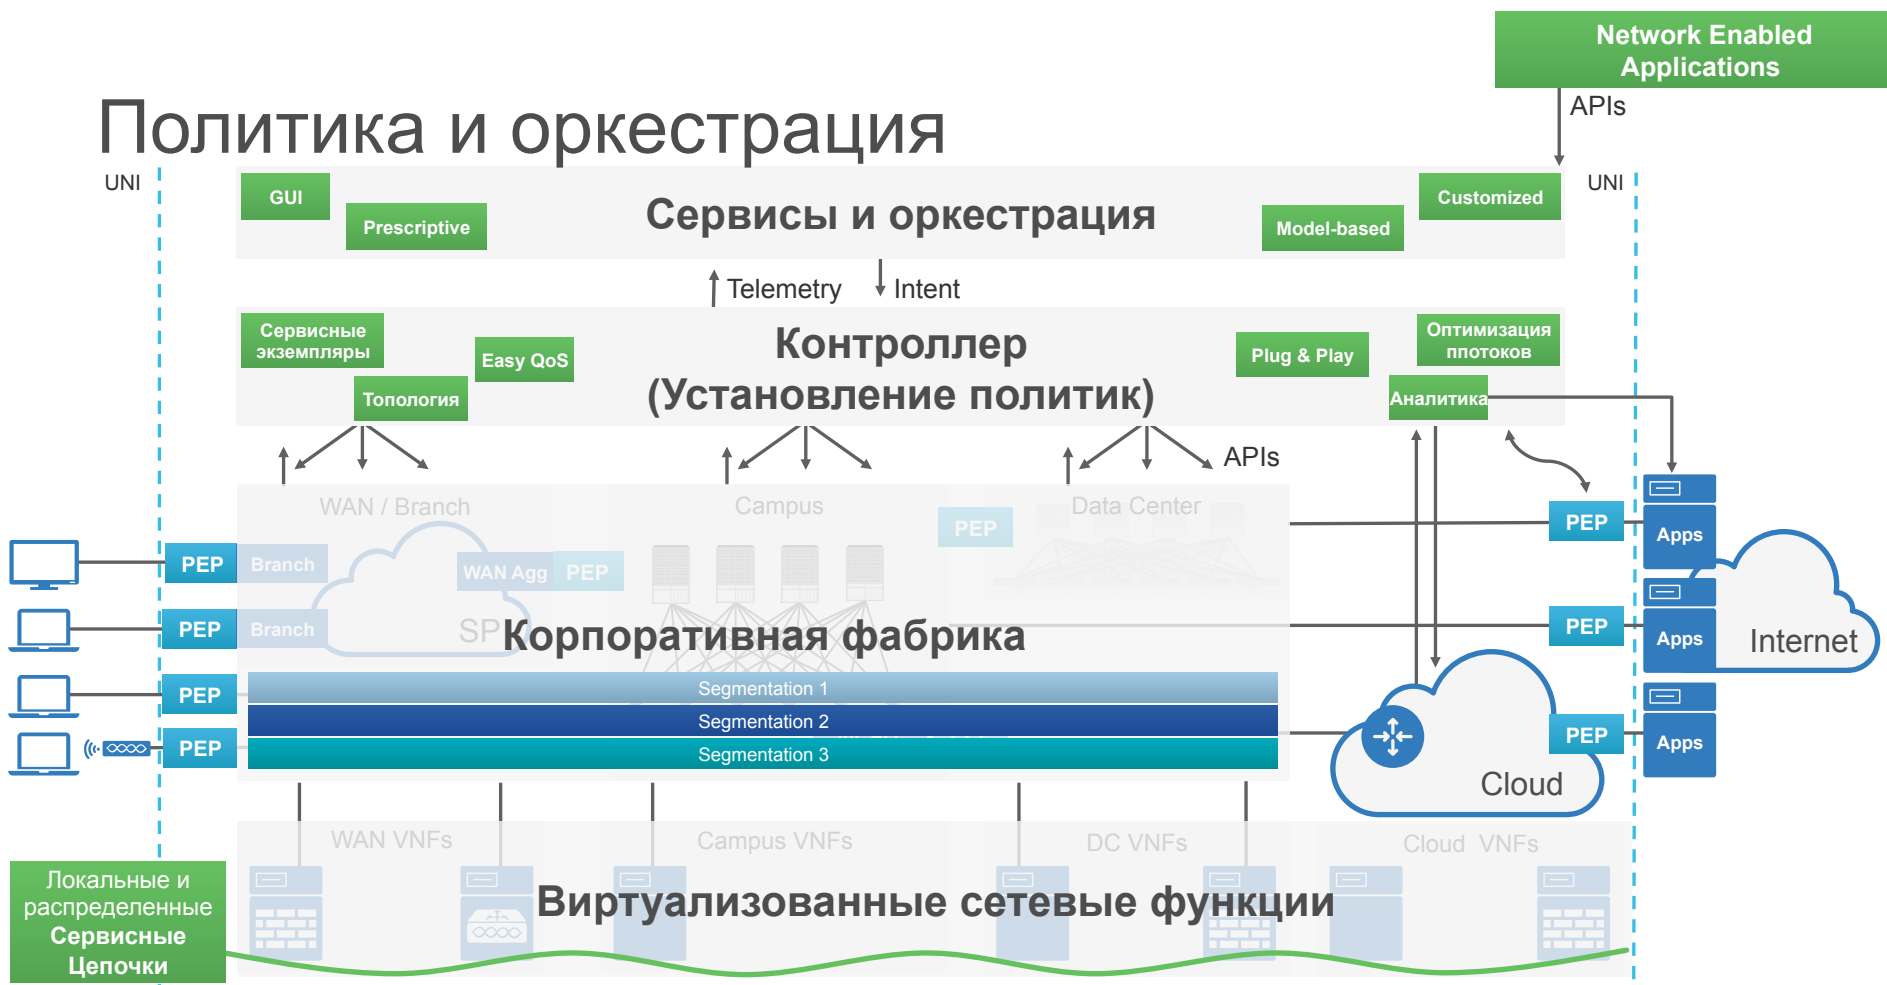 Network Enabled
Applications
APIs
Политика и оркестрация
UNI
UNI
GUI
Prescriptive
Сервисы и оркестрация
Model-based
Customized
Telemetry
Intent
Сервисные
экземпляры
Топология
Easy QoS
Контроллер
(Установление политик)
Plug & Play
Оптимизация
ппотоков
Аналитика
APIs
WAN / Branch
Campus
Data Center
PEP
PEP
Apps
PEP
Branch
WAN Agg
PEP
PEP
Branch
SP
Корпоративная фабрика
PEP
Apps
Internet
PEP
Segmentation 1
Segmentation 2
PEP
Segmentation 3
PEP
Apps
Cloud
WAN VNFs
Campus VNFs
DC VNFs
Cloud VNFs
Виртуализованные сетевые функции
Локальные и
распределенные
Сервисные
Цепочки